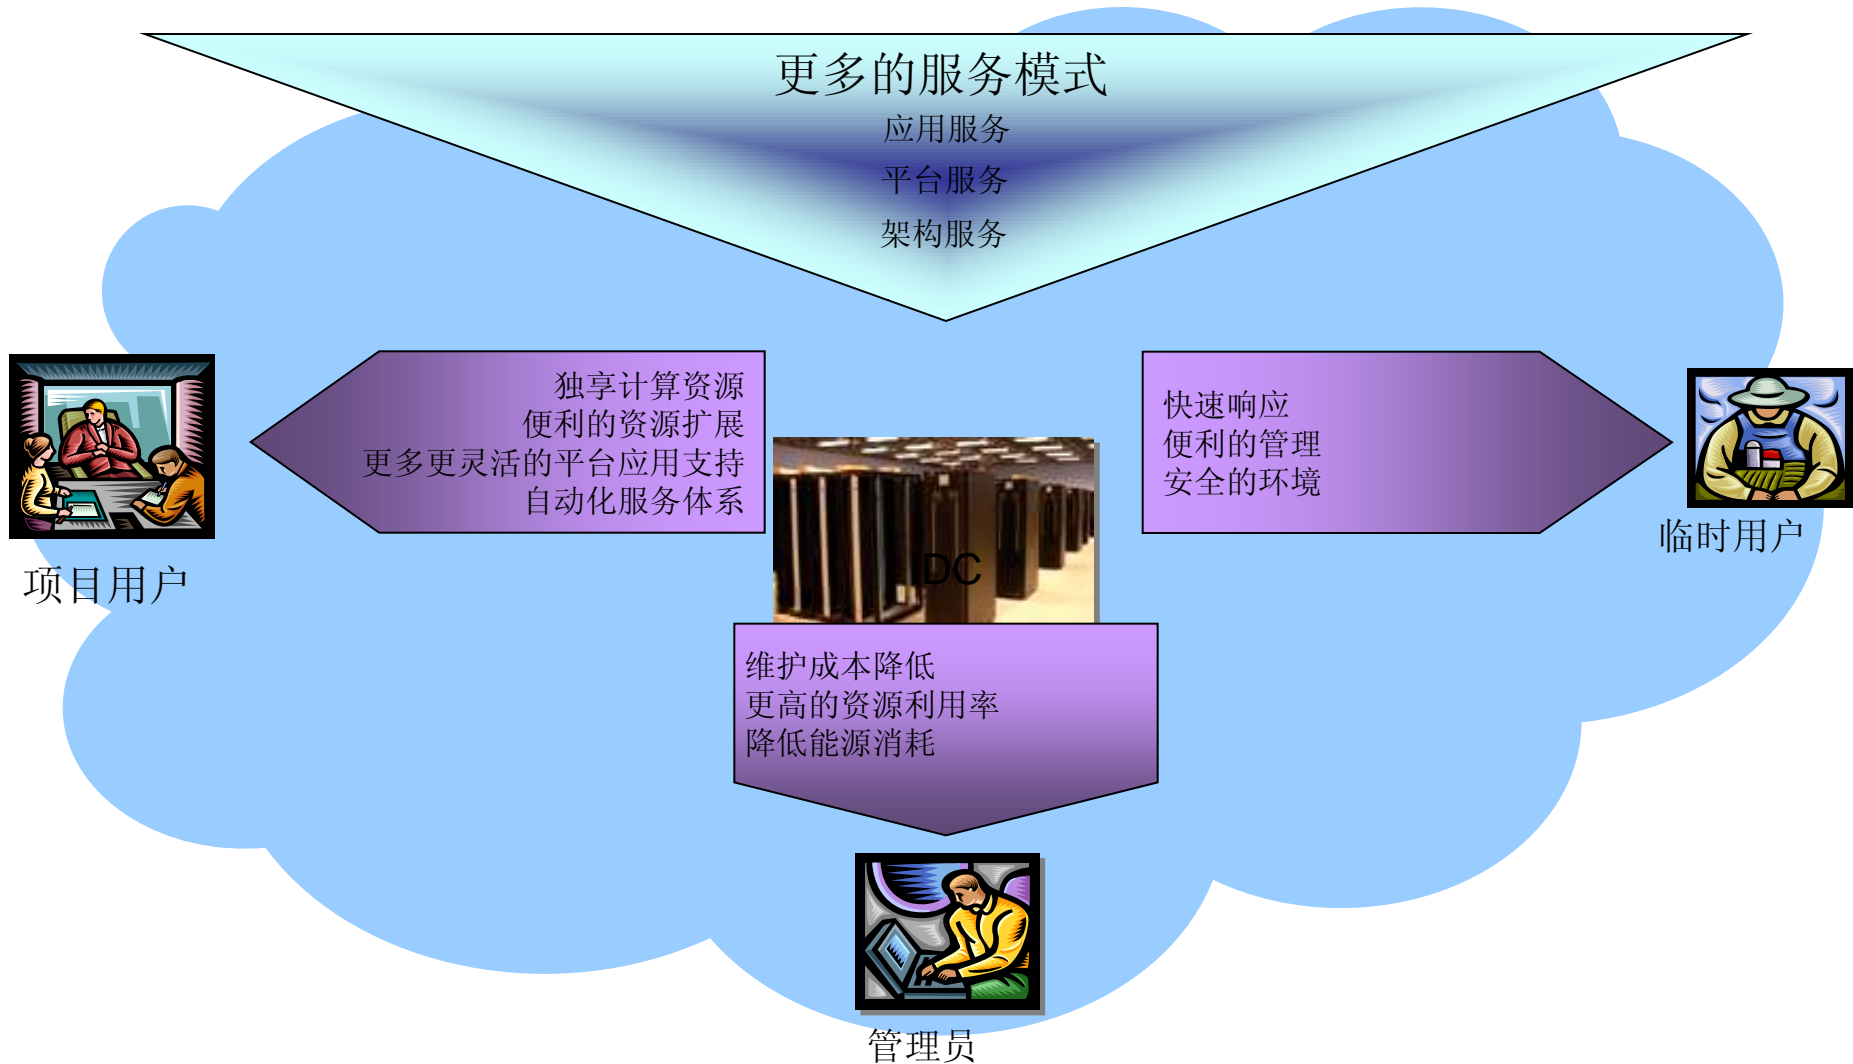 更多的服务模式
应用服务
平台服务
架构服务
独享计算资源
便利的资源扩展
更多更灵活的平台应用支持
自动化服务体系
快速响应
便利的管理
安全的环境
项目用户
临时用户
IDC
维护成本降低
更高的资源利用率
降低能源消耗
管理员